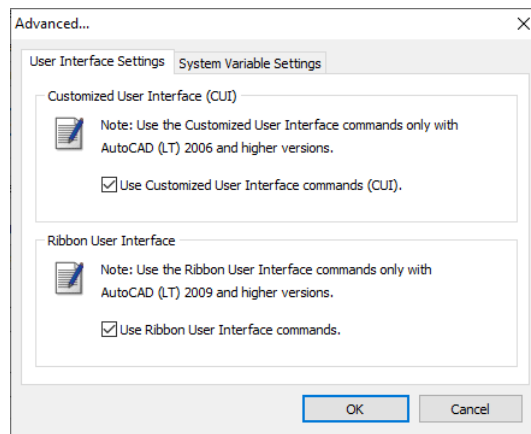 Advanced...
User Interface Settings
System Variable Settings
Customized User Interface (CUI)
Note: Use the Customized User Interface commands only with
AutoCAD (LT) 2006 and higher versions.
Use Customized User Interface commands (CUI).
Ribbon User Interface
Note: Use the Ribbon User Interface commands only with
AutoCAD (LT) 2009 and higher versions.
Use Ribbon User Interface commands.
OK
Cancel